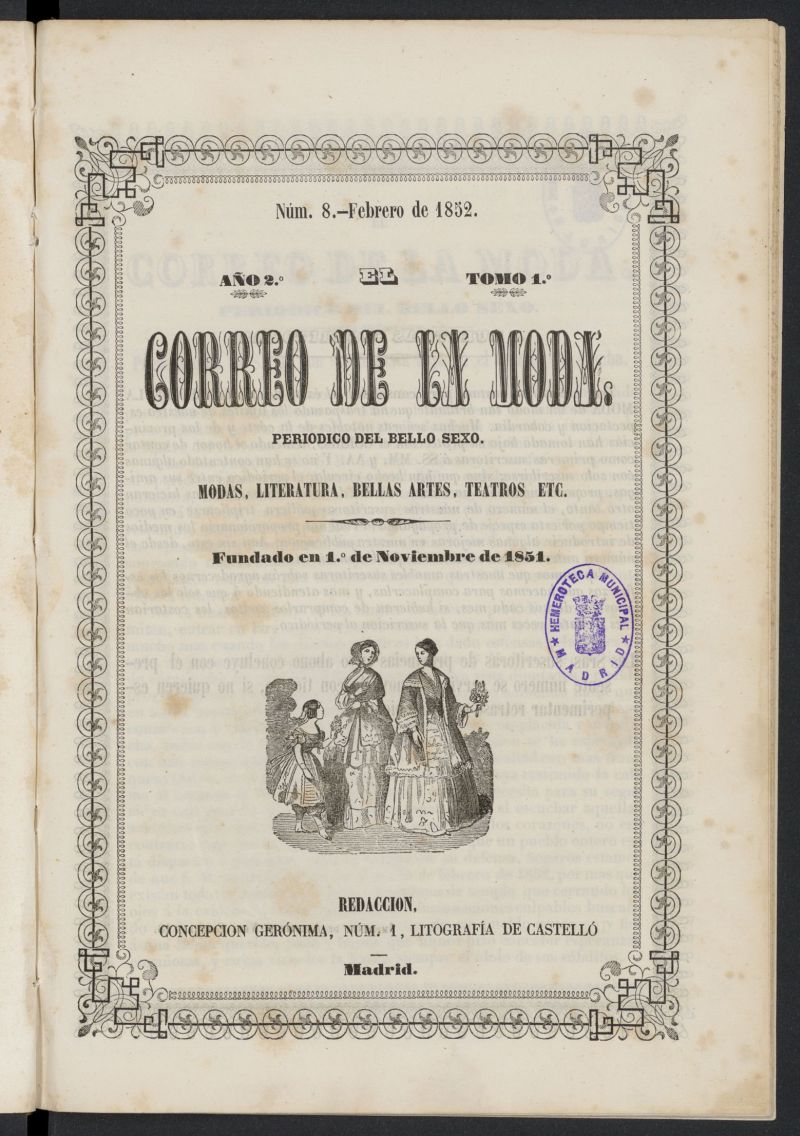 Núm. 8.-Febrero de 1852.
AÑO 2.º EL TOMO 1.º
CORREO DE LA MODA.
PERIODICO DEL BELLO SEXO.
MODAS, LITERATURA, BELLAS ARTES, TEATROS ETC.
Fundado en 1.º de Noviembre de 1851.
HEMEROTECA MUNICIPAL
★ MADRID ★
REDACCION,
CONCEPCION GERÓNIMA, NÚM. 1, LITOGRAFÍA DE CASTELLÓ
Madrid.